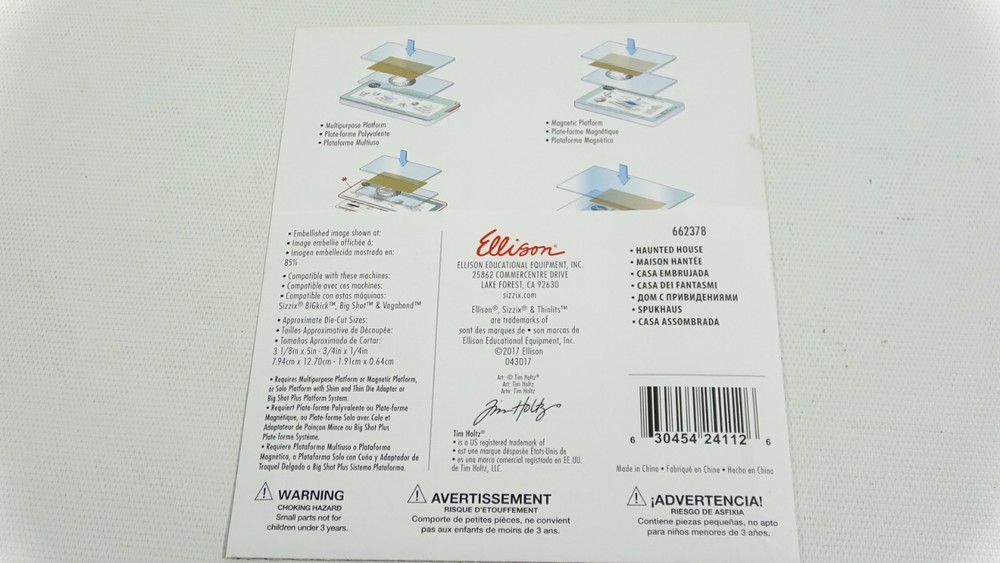 • Multipurpose Platform
• Plate-forme Polyvalente
• Plataforma Multiuso
• Magnetic Platform
• Plate-forme Magnétique
• Plataforma Magnética
• Embellished image shown at:
• Image embellie affichée à:
• Imagen embellecida mostrada en:
85%
• Compatible with these machines:
• Compatible avec ces machines:
• Compatible con estas máquinas:
Sizzix® BIGkick™, Big Shot™ & Vagabond™
• Approximate Die-Cut Sizes:
• Tailles Approximative de Découpée:
• Tamaños Aproximado de Cortar:
3 1/8in x 5in - 3/4in x 1/4in
7.94cm x 12.70cm - 1.91cm x 0.64cm
• Requires Multipurpose Platform or Magnetic Platform,
or Solo Platform with Shim and Thin Die Adapter or
Big Shot Plus Platform System.
• Requiert Plate-forme Polyvalente ou Plate-forme
Magnétique, ou Plate-forme Solo avec Cale et
Adaptateur de Poinçon Mince ou Big Shot Plus
Plate-forme Système.
• Requiere Plataforma Multiuso o Plataforma
Magnética, o Plataforma Solo con Cuña y Adaptador de
Troquel Delgado o Big Shot Plus Sistema Plataforma.
Ellison®
ELLISON EDUCATIONAL EQUIPMENT, INC.
25862 COMMERCENTRE DRIVE
LAKE FOREST, CA 92630
sizzix.com
Ellison®, Sizzix® & Thinlits™
are trademarks of
sont des marques de • son marcas de
Ellison Educational Equipment, Inc.
©2017 Ellison
043017
Art: © Tim Holtz®
Art: Tim Holtz
Arte: Tim Holtz
Tim Holtz
Tim Holtz®
• is a US registered trademark of
• est une marque désposée États-Unis de
• es una marca comercial registrada en EE.UU.
de Tim Holtz, LLC.
662378
• HAUNTED HOUSE
• MAISON HANTÉE
• CASA EMBRUJADA
• CASA DEI FANTASMI
• ДОМ С ПРИВИДЕНИЯМИ
• SPUKHAUS
• CASA ASSOMBRADA
6 30454 24112 6
Made in China • Fabriqué en Chine • Hecho en China
WARNING
CHOKING HAZARD
Small parts not for
children under 3 years.
AVERTISSEMENT
RISQUE D'ETOUFFEMENT
Comporte de petites pièces, ne convient
pas aux enfants de moins de 3 ans.
¡ADVERTENCIA!
RIESGO DE ASFIXIA
Contiene piezas pequeñas, no apto
para niños menores de 3 años.